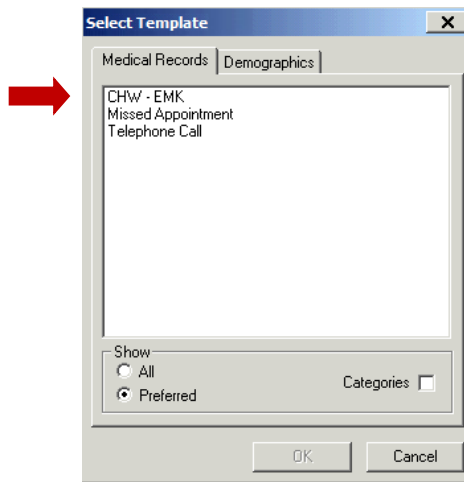 Select Template
Medical Records Demographics
CHW - EMK
Missed Appointment
Telephone Call
Show
All
Categories
Preferred
OK Cancel